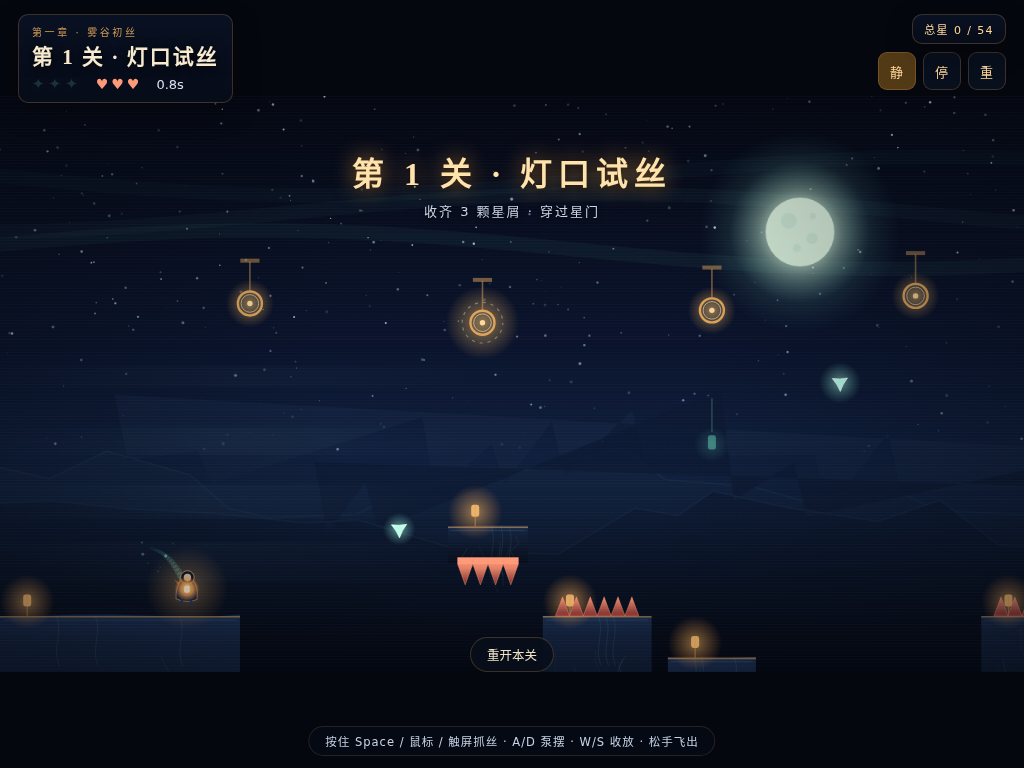 第一章 · 雾谷初丝
第 1 关 · 灯口试丝
0.8s
总星 0 / 54
静
停
重
第 1 关 · 灯口试丝
收齐 3 颗星屑 · 穿过星门
重开本关
按住 Space / 鼠标 / 触屏抓丝 · A/D 泵摆 · W/S 收放 · 松手飞出